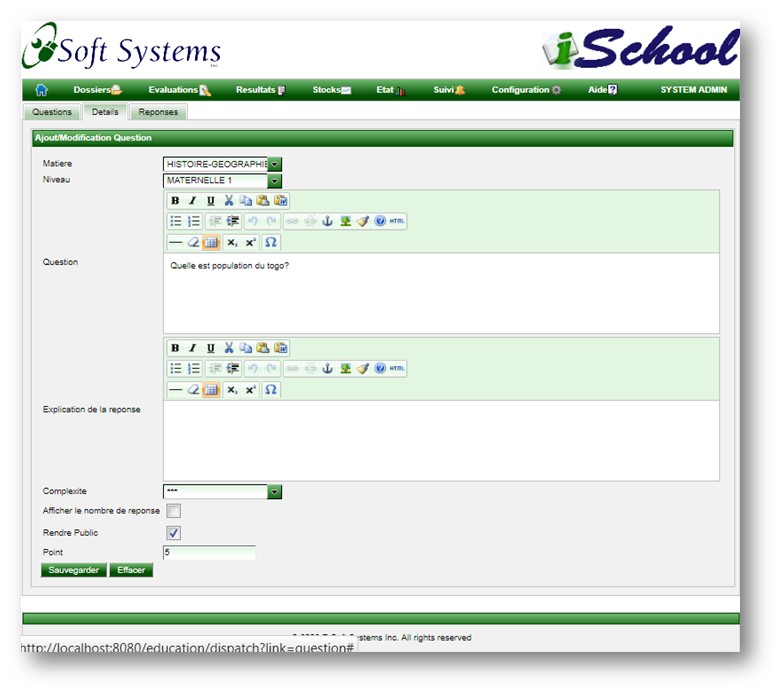 Soft Systems Inc.
iSchool
Dossiers Evaluations Resultats Stocks Etat Suivi Configuration Aide SYSTEM ADMIN
Questions Details Reponses
Ajout/Modification Question
Matiere HISTOIRE-GEOGRAPHIE
Niveau MATERNELLE 1
B I U
HTML
x₂ x² Ω
Question
Quelle est population du togo?
B I U
HTML
x₂ x² Ω
Explication de la reponse
Complexite ***
Afficher le nombre de reponse
Rendre Public
Point 5
Sauvegarder Effacer
Systems Inc. All rights reserved
http://localhost:8080/education/dispatch?link=question#